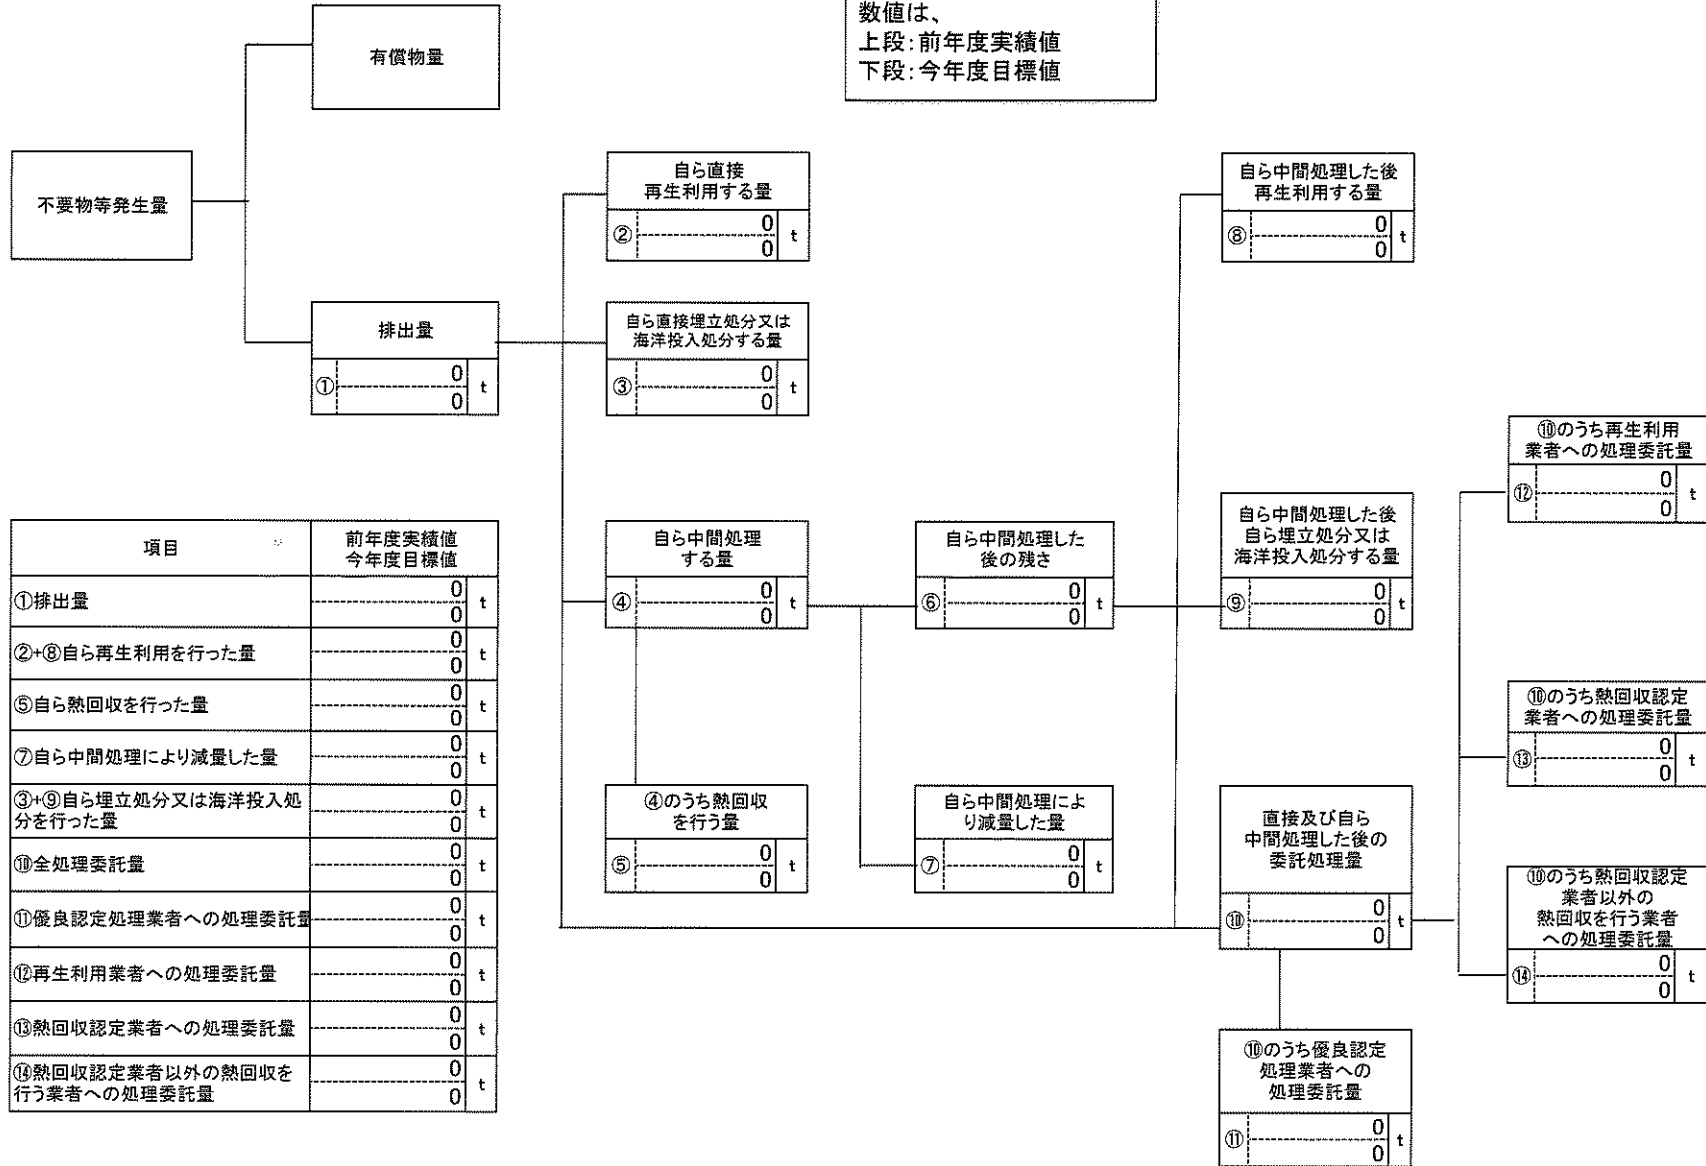 数値は、
上段:前年度実績値
下段:今年度目標値
有償物量
不要物等発生量
排出量
①
0
0
t
自ら直接
再生利用する量
②
0
0
t
自ら直接埋立処分又は
海洋投入処分する量
③
0
0
t
自ら中間処理
する量
④
0
0
t
④のうち熱回収
を行う量
⑤
0
0
t
自ら中間処理した
後の残さ
⑥
0
0
t
自ら中間処理によ
り減量した量
⑦
0
0
t
自ら中間処理した後
再生利用する量
⑧
0
0
t
自ら中間処理した後
自ら埋立処分又は
海洋投入処分する量
⑨
0
0
t
直接及び自ら
中間処理した後の
委託処理量
⑩
0
0
t
⑩のうち優良認定
処理業者への
処理委託量
⑪
0
0
t
⑩のうち再生利用
業者への処理委託量
⑫
0
0
t
⑩のうち熱回収認定
業者への処理委託量
⑬
0
0
t
⑩のうち熱回収認定
業者以外の
熱回収を行う業者
への処理委託量
⑭
0
0
t
項目
前年度実績値
今年度目標値
①排出量
0
0
t
②+⑧自ら再生利用を行った量
0
0
t
⑤自ら熱回収を行った量
0
0
t
⑦自ら中間処理により減量した量
0
0
t
③+⑨自ら埋立処分又は海洋投入処
分を行った量
0
0
t
⑩全処理委託量
0
0
t
⑪優良認定処理業者への処理委託量
0
0
t
⑫再生利用業者への処理委託量
0
0
t
⑬熱回収認定業者への処理委託量
0
0
t
⑭熱回収認定業者以外の熱回収を
行う業者への処理委託量
0
0
t